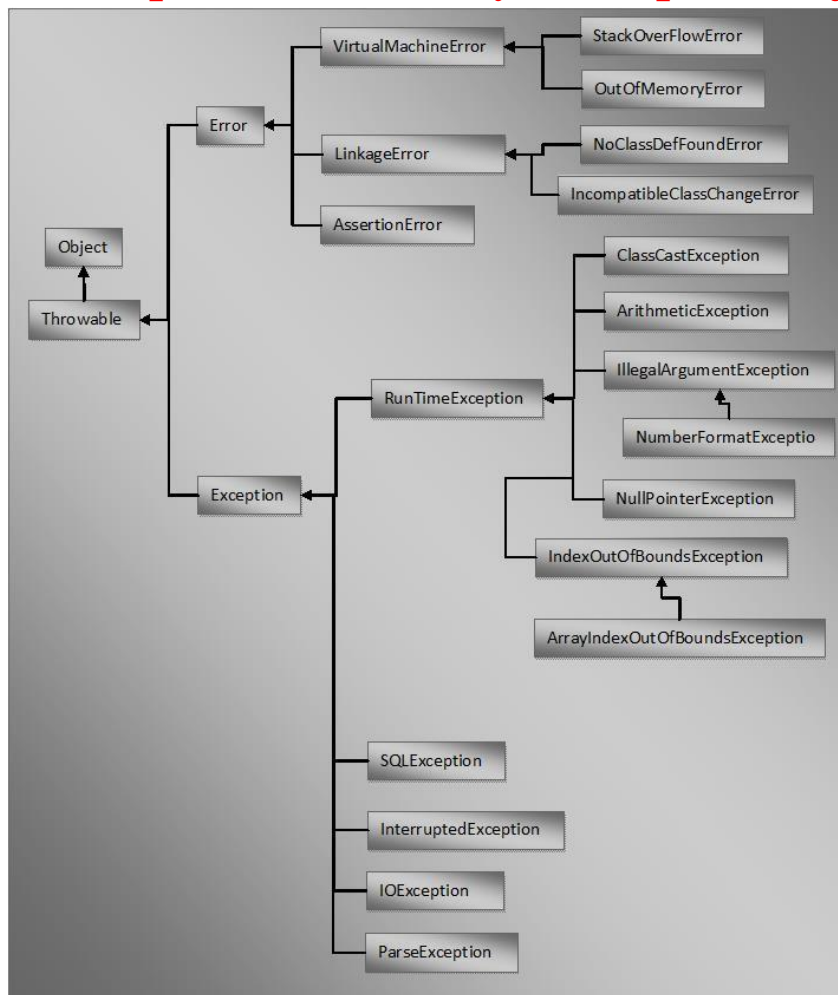 VirtualMachineError
StackOverFlowError
OutOfMemoryError
Error
LinkageError
NoClassDefFoundError
IncompatibleClassChangeError
AssertionError
Object
Throwable
ClassCastException
ArithmeticException
RunTimeException
IllegalArgumentException
NumberFormatExceptio
Exception
NullPointerException
IndexOutOfBoundsException
ArrayIndexOutOfBoundsException
SQLException
InterruptedException
IOException
ParseException